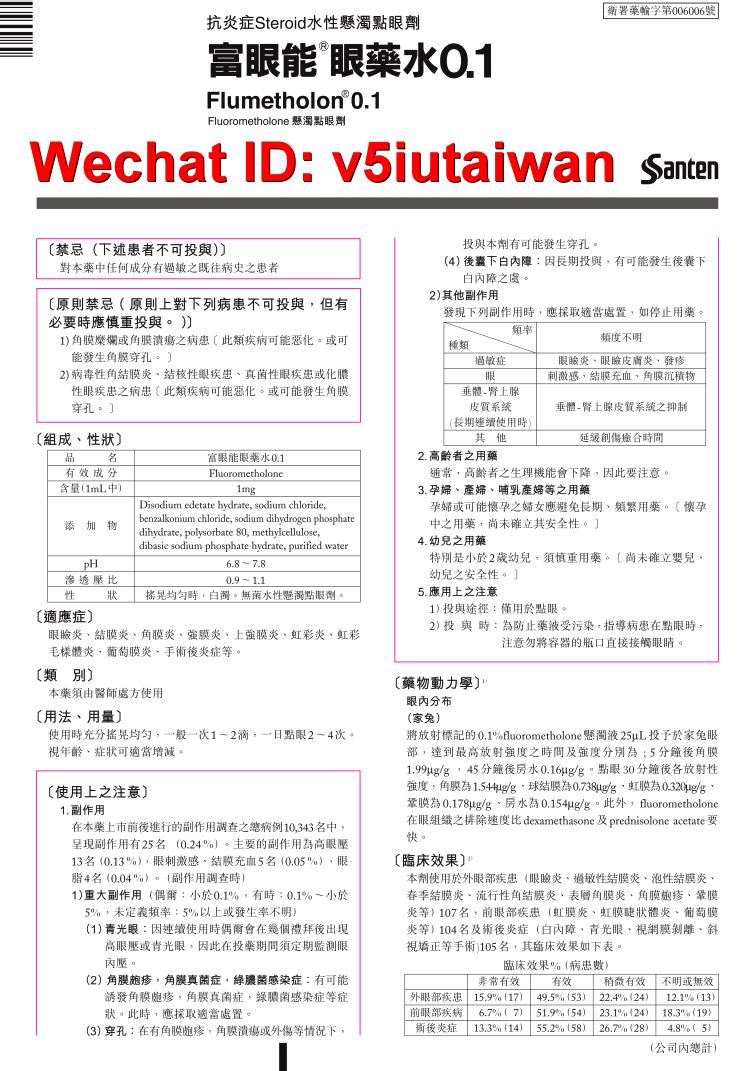 衛署藥輸字第006006號
抗炎症Steroid水性懸濁點眼劑
富眼能®眼藥水0.1
Flumetholon®0.1
Fluorometholone 懸濁點眼劑
Wechat ID: v5iutaiwan
Santen
〔禁忌（下述患者不可投與）〕
對本藥中任何成分有過敏之既往病史之患者
〔原則禁忌（原則上對下列病患不可投與，但有
必要時應慎重投與。）〕
1) 角膜糜爛或角膜潰瘍之病患〔此類疾病可能惡化。或可
能發生角膜穿孔。〕
2) 病毒性角結膜炎、結核性眼疾患、真菌性眼疾患或化膿
性眼疾患之病患〔此類疾病可能惡化。或可能發生角膜
穿孔。〕
〔組成、性狀〕
品　名 富眼能眼藥水0.1
有效成分 Fluorometholone
含量(1mL中) 1mg
添　加　物 Disodium edetate hydrate, sodium chloride,
benzalkonium chloride, sodium dihydrogen phosphate
dihydrate, polysorbate 80, methylcellulose,
dibasic sodium phosphate hydrate, purified water
pH 6.8～7.8
滲透壓比 0.9～1.1
性　狀 搖晃均勻時，白濁。無菌水性懸濁點眼劑。
〔適應症〕
眼瞼炎、結膜炎、角膜炎、強膜炎、上強膜炎、虹彩炎、虹彩
毛樣體炎、葡萄膜炎、手術後炎症等。
〔類　別〕
本藥須由醫師處方使用
〔用法、用量〕
使用時充分搖晃均勻，一般一次1～2滴，一日點眼2～4次。
視年齡、症狀可適當增減。
〔使用上之注意〕
1. 副作用
在本藥上市前後進行的副作用調查之總病例10,343名中，
呈現副作用有25名 (0.24%)。主要的副作用為高眼壓
13名(0.13%)，眼刺激感、結膜充血5名(0.05%)，眼
脂4名(0.04%)。(副作用調查時)
1)重大副作用（偶爾：小於0.1%，有時：0.1%～小於
5%，未定義頻率：5%以上或發生率不明）
(1) 青光眼：因連續使用時偶爾會在幾個禮拜後出現
高眼壓或青光眼，因此在投藥期間須定期監測眼
內壓。
(2) 角膜皰疹，角膜真菌症，綠膿菌感染症：有可能
誘發角膜皰疹，角膜真菌症，綠膿菌感染症等症
狀。此時，應採取適當處置。
(3) 穿孔：在有角膜皰疹，角膜潰瘍或外傷等情況下，
投與本劑有可能發生穿孔。
(4) 後囊下白內障：因長期投與，有可能發生後囊下
白內障之虞。
2)其他副作用
發現下列副作用時，應採取適當處置，如停止用藥。
頻率
種類 頻度不明
過敏症 眼瞼炎、眼瞼皮膚炎、發疹
眼 刺激感、結膜充血、角膜沉積物
垂體-腎上腺
皮質系統
(長期連續使用時) 垂體-腎上腺皮質系統之抑制
其　他 延緩創傷癒合時間
2. 高齡者之用藥
通常，高齡者之生理機能會下降，因此要注意。
3. 孕婦、產婦、哺乳產婦等之用藥
孕婦或可能懷孕之婦女應避免長期、頻繁用藥。〔懷孕
中之用藥，尚未確立其安全性。〕
4. 幼兒之用藥
特別是小於2歲幼兒，須慎重用藥。〔尚未確立嬰兒、
幼兒之安全性。〕
5. 應用上之注意
1) 投與途徑：僅用於點眼。
2) 投 與 時：為防止藥液受污染，指導病患在點眼時，
注意勿將容器的瓶口直接接觸眼睛。
〔藥物動力學〕1)
眼內分布
(家兔)
將放射標記的0.1%fluorometholone懸濁液25μL投予於家兔眼
部，達到最高放射強度之時間及強度分別為；5分鐘後角膜
1.99μg/g ，45分鐘後房水0.16μg/g。點眼30分鐘後各放射性
強度，角膜為1.544μg/g、球結膜為0.738μg/g、虹膜為0.320μg/g、
鞏膜為0.178μg/g、房水為0.154μg/g。此外， fluorometholone
在眼組織之排除速度比dexamethasone 及prednisolone acetate要
快。
〔臨床效果〕2)
本劑使用於外眼部疾患（眼瞼炎、過敏性結膜炎、泡性結膜炎、
春季結膜炎、流行性角結膜炎、表層角膜炎、角膜皰疹、鞏膜
炎等）107名，前眼部疾患（虹膜炎、虹膜睫狀體炎、葡萄膜
炎等）104名及術後炎症（白內障、青光眼、視網膜剝離、斜
視矯正等手術)105名，其臨床效果如下表。
臨床效果%(病患數)
非常有效 有效 稍微有效 不明或無效
外眼部疾患 15.9%(17) 49.5%(53) 22.4%(24) 12.1%(13)
前眼部疾病 6.7%( 7) 51.9%(54) 23.1%(24) 18.3%(19)
術後炎症 13.3%(14) 55.2%(58) 26.7%(28) 4.8%( 5)
(公司內總計)